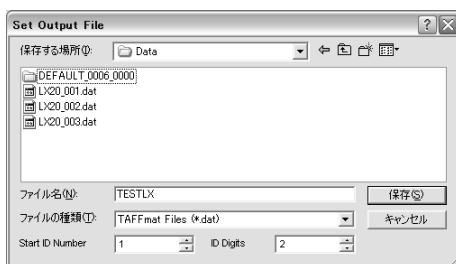 Set Output File
保存する場所(I):
Data
DEFAULT_0006_0000
LX20_001.dat
LX20_002.dat
LX20_003.dat
ファイル名(N):
TESTLX
保存(S)
ファイルの種類(T):
TAFFmat Files (*.dat)
キャンセル
Start ID Number
1
ID Digits
2